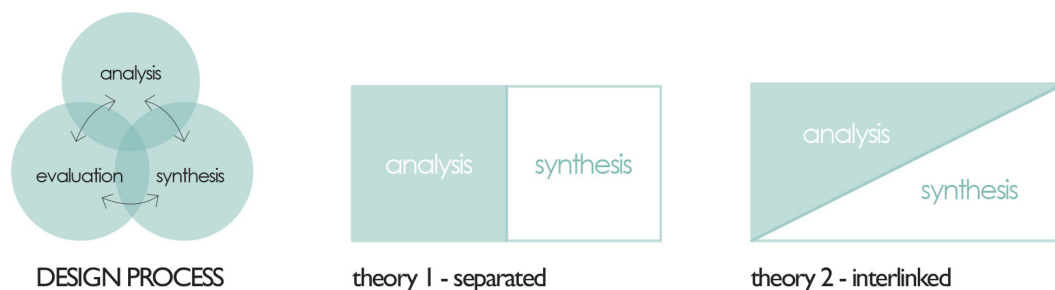 analysis
evaluation
synthesis
DESIGN PROCESS
analysis
synthesis
theory 1 - separated
analysis
synthesis
theory 2 - interlinked